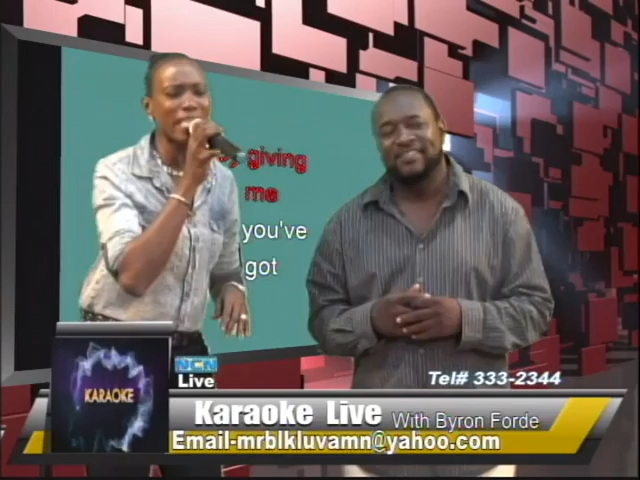 giving
me
you've
got
KARAOKE
NCN
Live
Tel# 333-2344
Karaoke Live With Byron Forde
Email-mrblkluvamn@yahoo.com